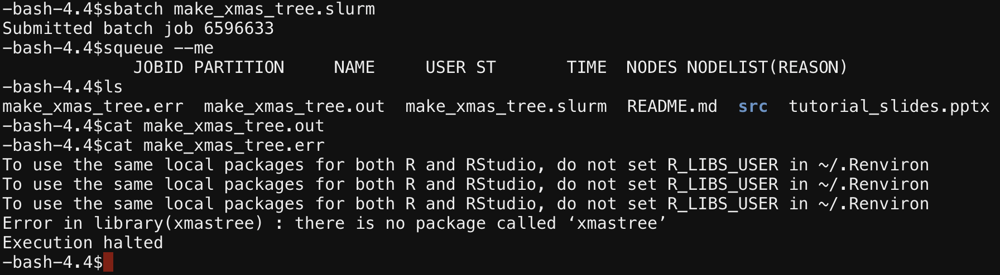 -bash-4.4$sbatch make_xmas_tree.slurm
Submitted batch job 6596633
-bash-4.4$squeue --me
             JOBID PARTITION     NAME     USER ST       TIME  NODES NODELIST(REASON)
-bash-4.4$ls
make_xmas_tree.err  make_xmas_tree.out  make_xmas_tree.slurm  README.md  src  tutorial_slides.pptx
-bash-4.4$cat make_xmas_tree.out
-bash-4.4$cat make_xmas_tree.err
To use the same local packages for both R and RStudio, do not set R_LIBS_USER in ~/.Renviron
To use the same local packages for both R and RStudio, do not set R_LIBS_USER in ~/.Renviron
To use the same local packages for both R and RStudio, do not set R_LIBS_USER in ~/.Renviron
Error in library(xmastree) : there is no package called ‘xmastree’
Execution halted
-bash-4.4$